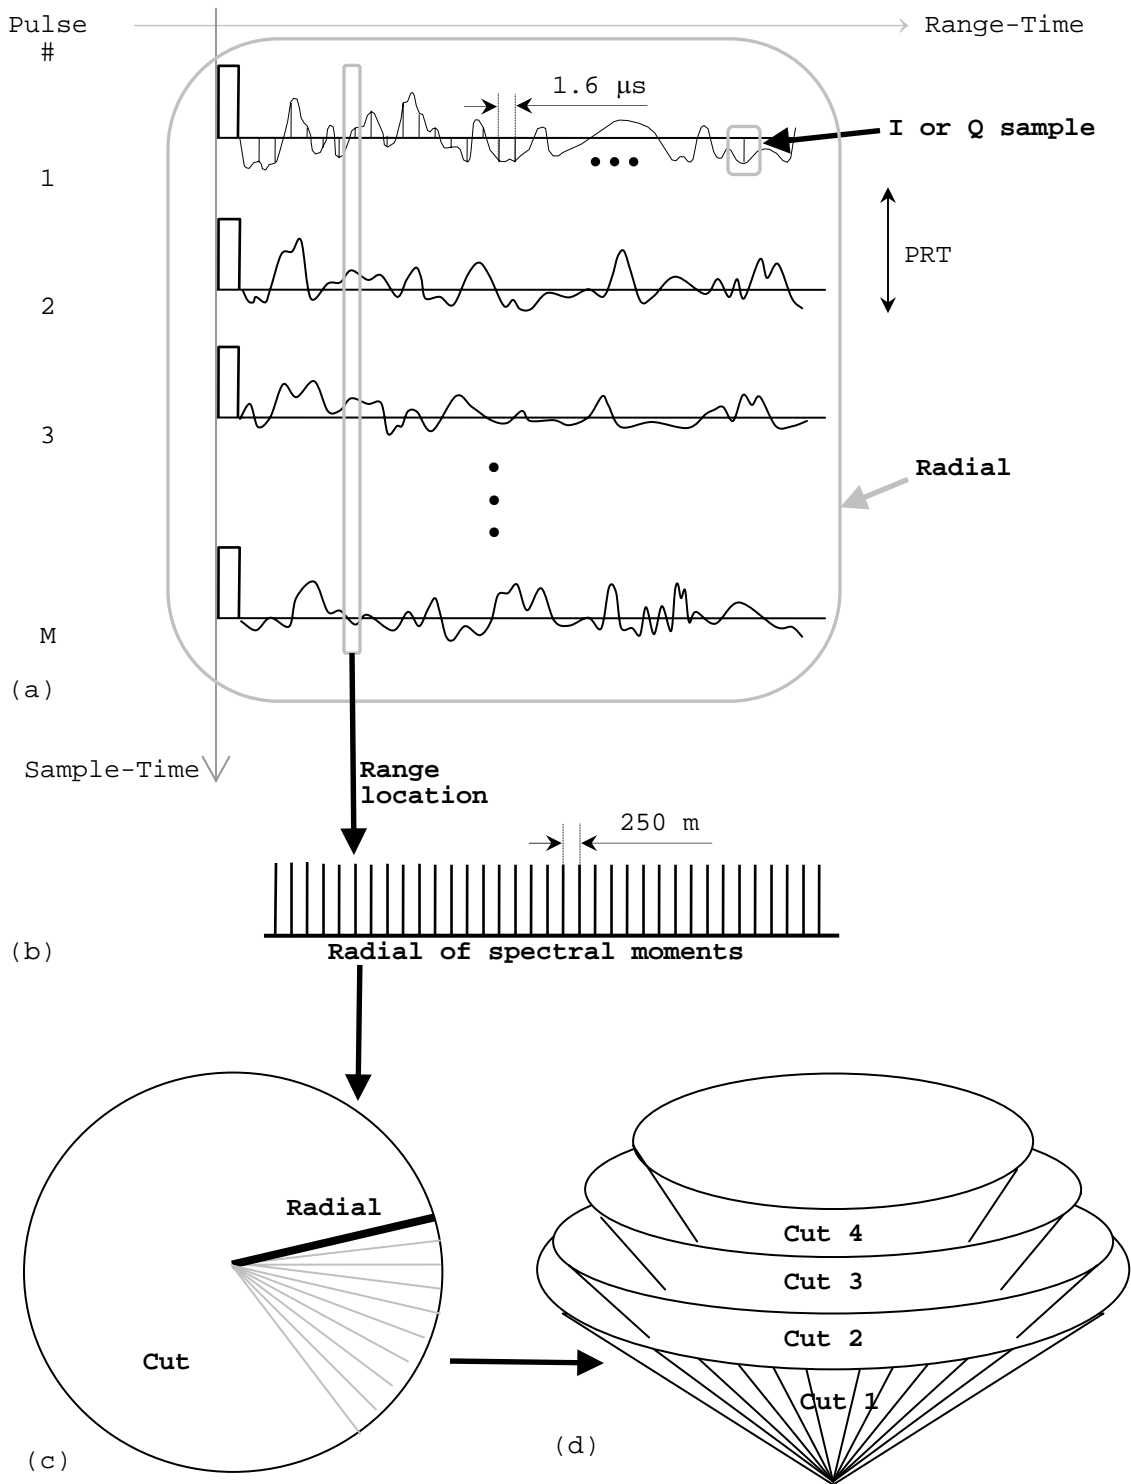 Pulse
#
Range-Time
1.6 μs
I or Q sample
1
PRT
2
3
Radial
M
(a)
Sample-Time
Range
location
250 m
(b)
Radial of spectral moments
Radial
Cut
(c)
Cut 4
Cut 3
Cut 2
Cut 1
(d)